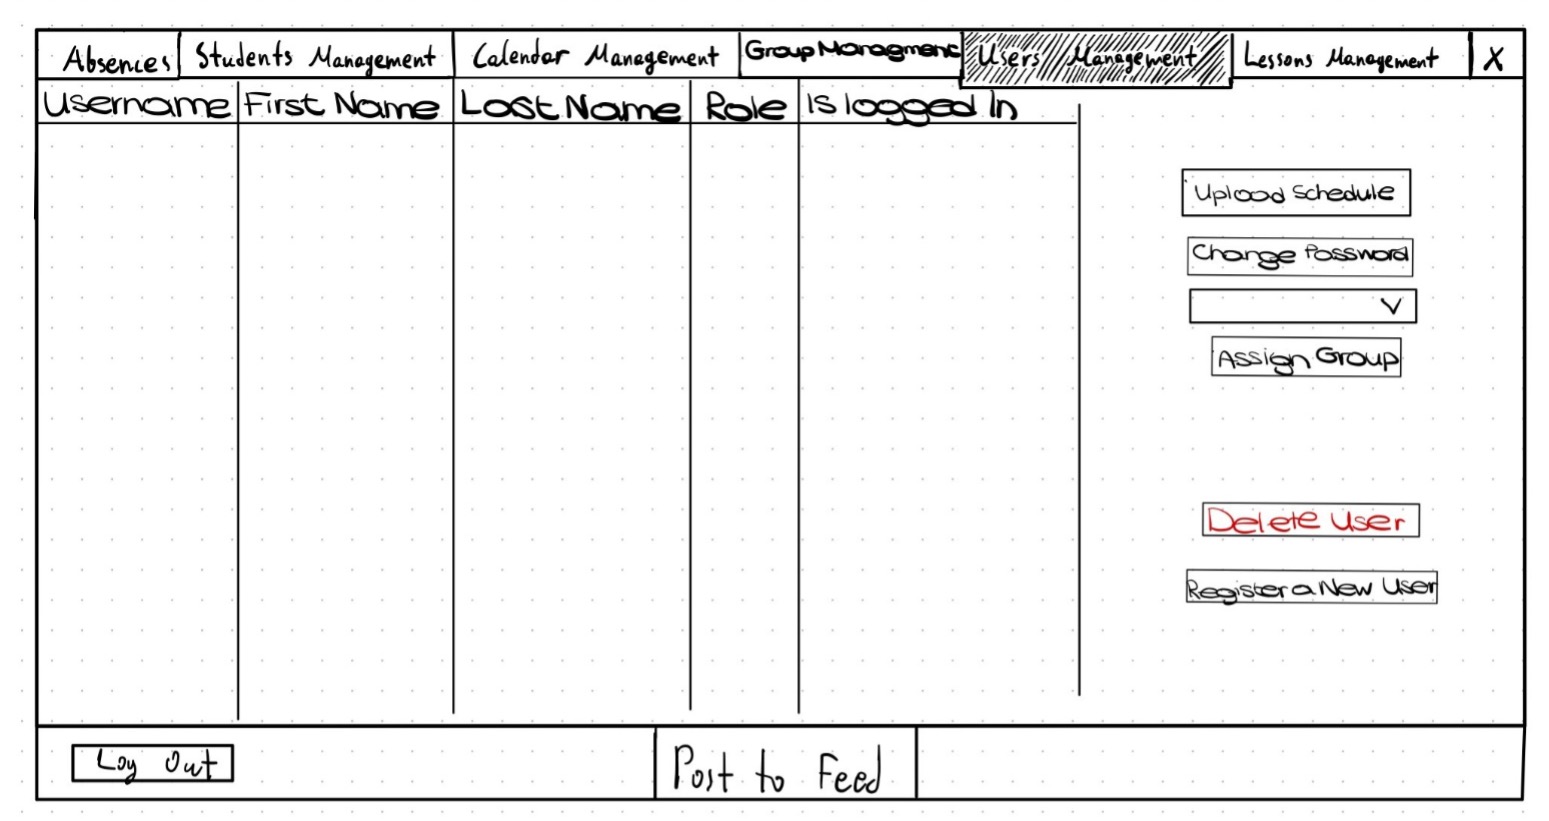 Absences Students Management Calendar Management Group Managment Users Management Lessons Management X
Username First Name Last Name Role Is logged In
Upload Schedule
Change Password
Assign Group
Delete User
Register a New User
Log Out Post to Feed